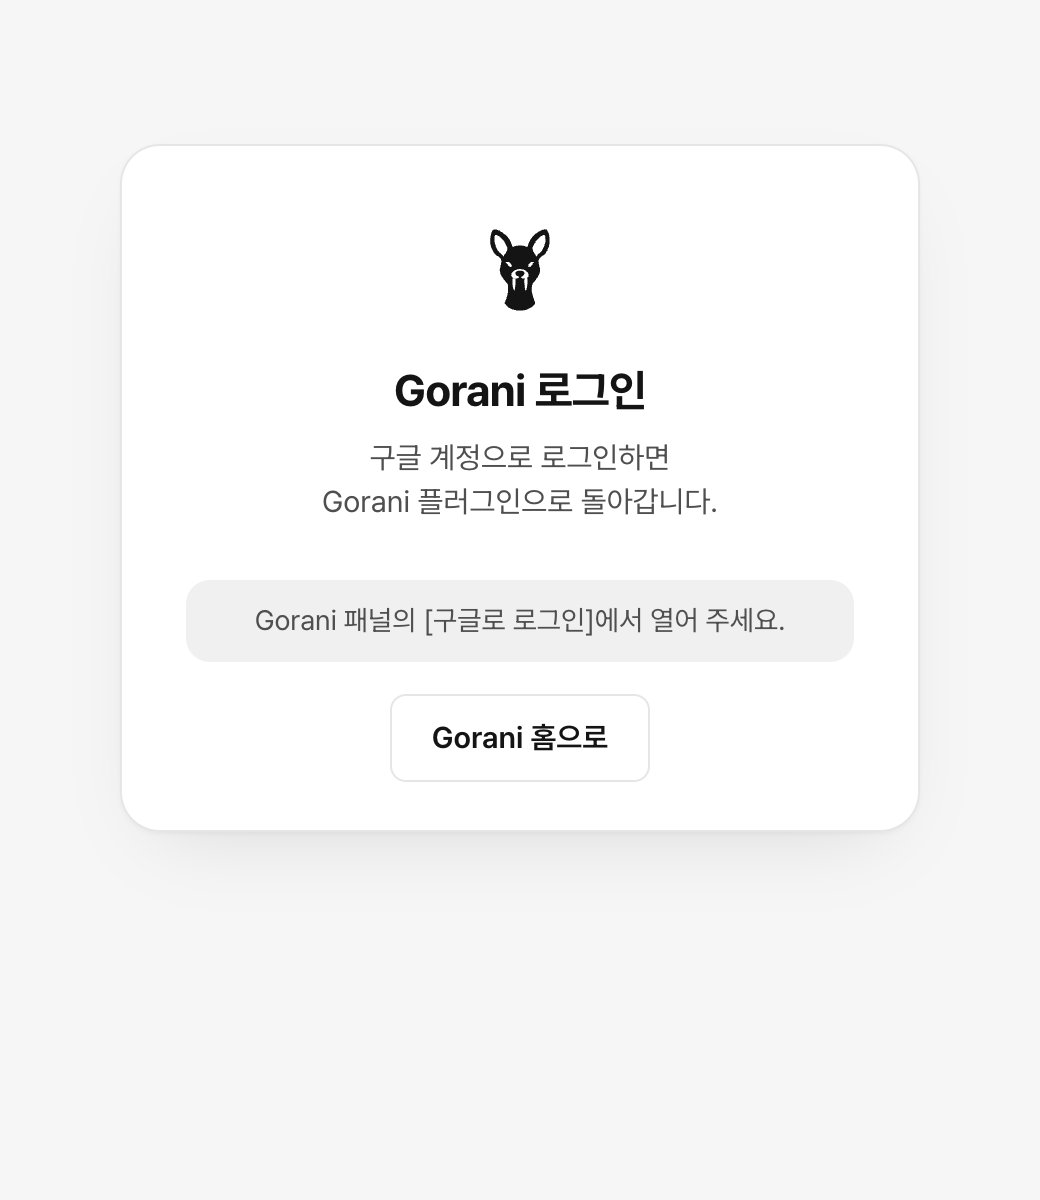 Gorani 로그인
구글 계정으로 로그인하면
Gorani 플러그인으로 돌아갑니다.
Gorani 패널의 [구글로 로그인]에서 열어 주세요.
Gorani 홈으로